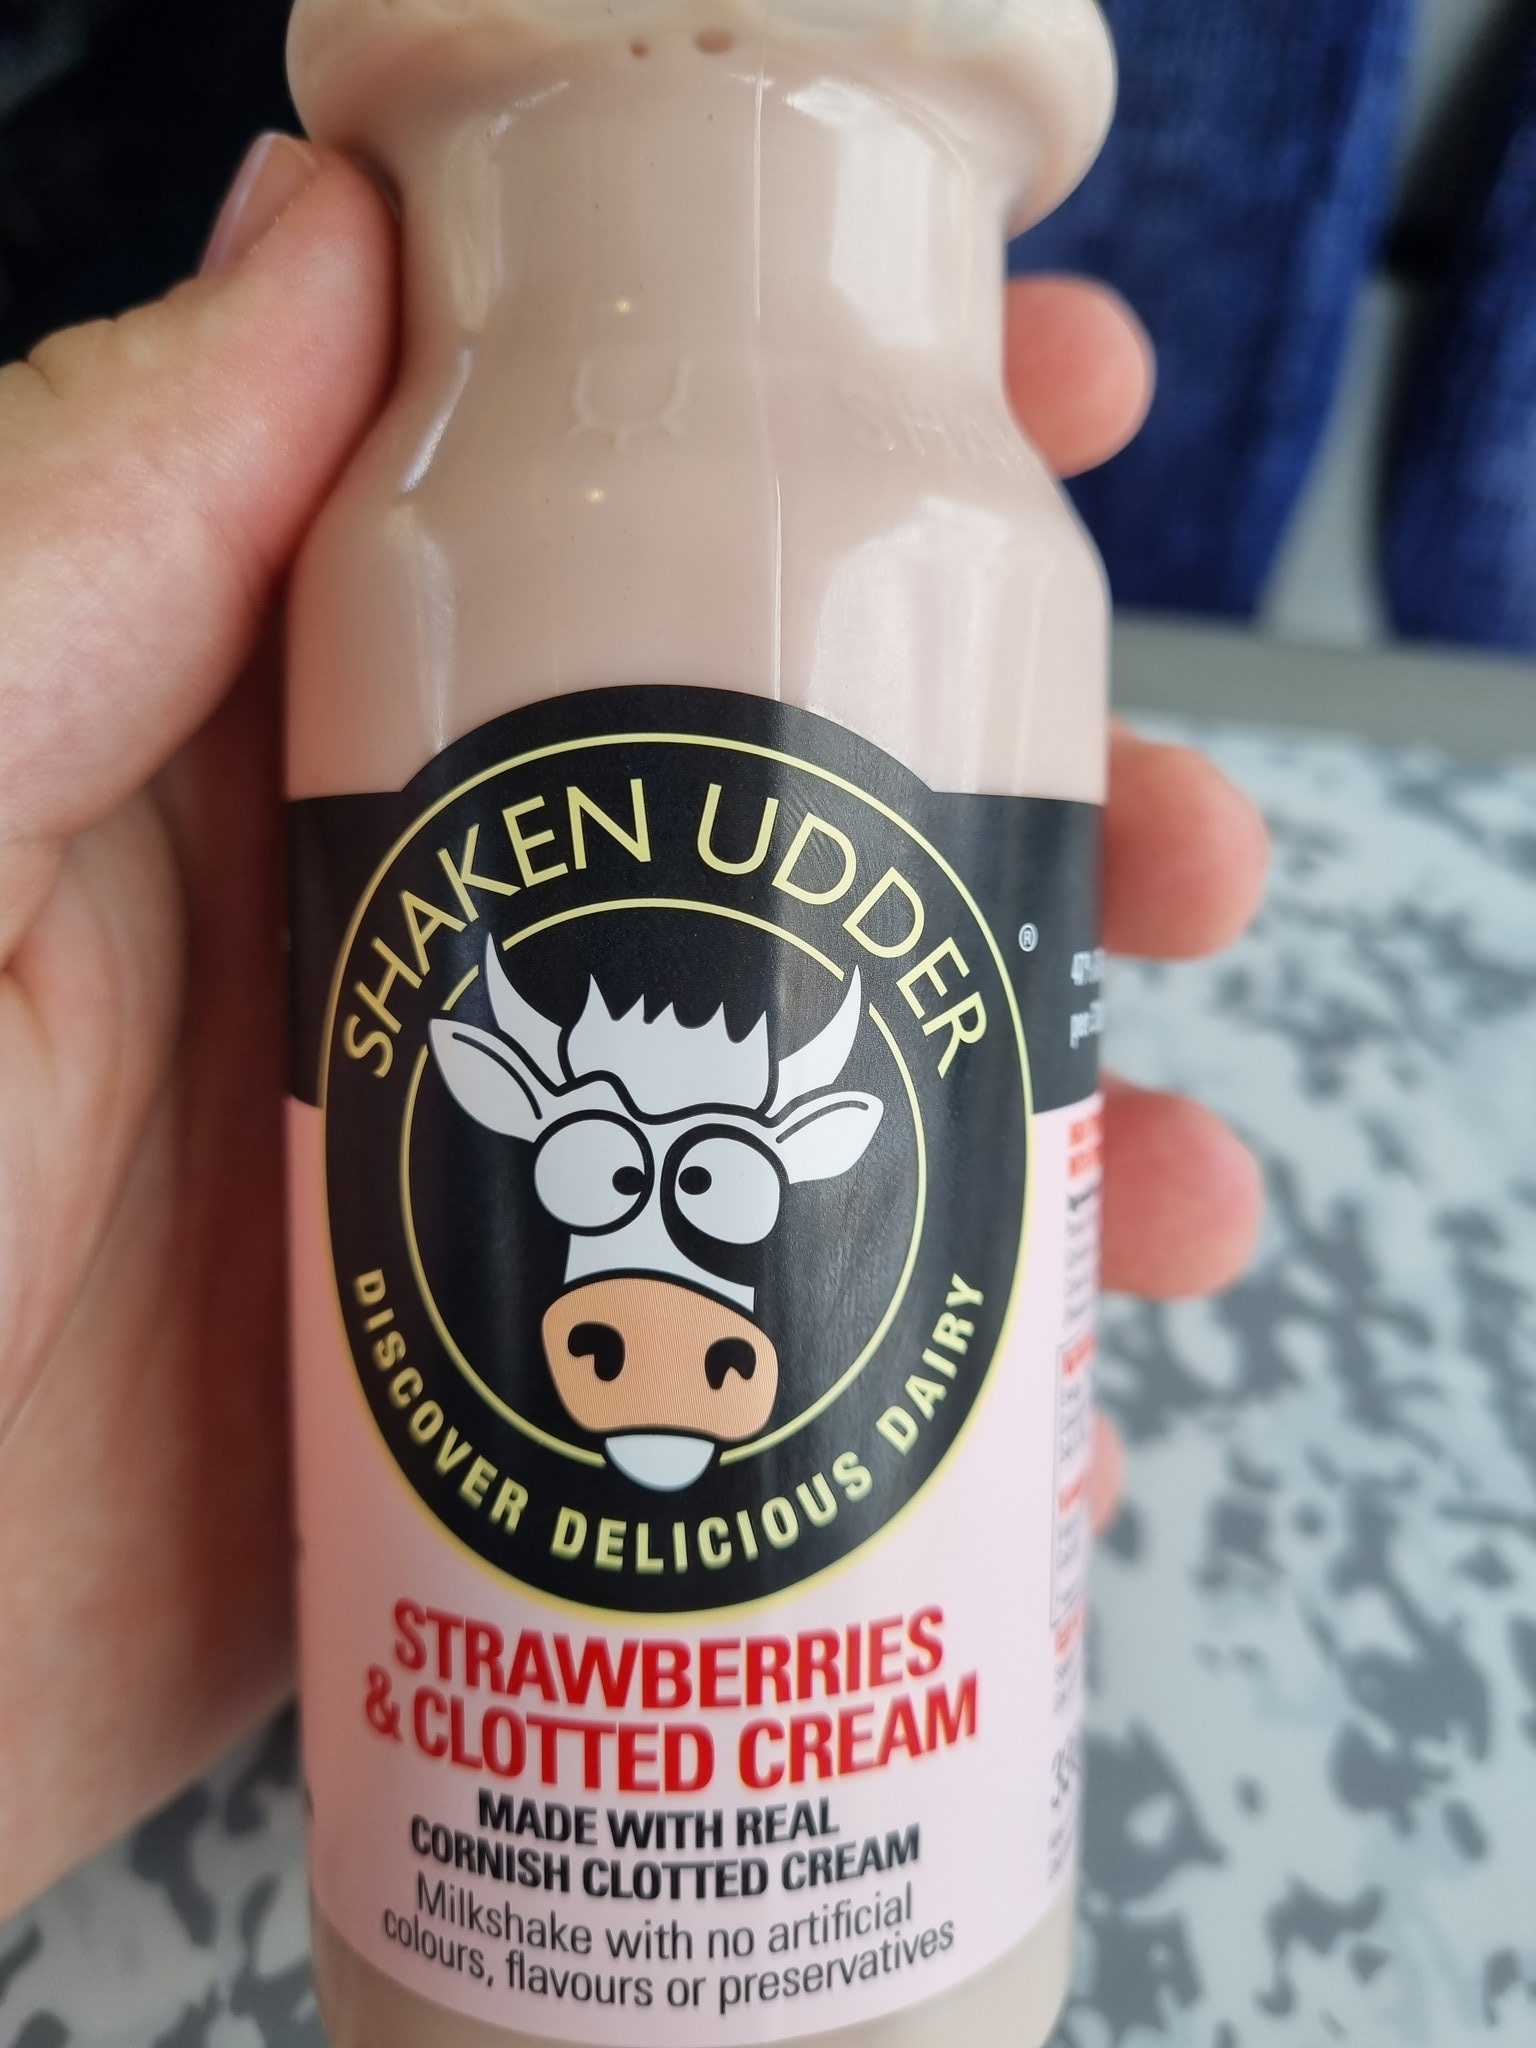 SHAKEN UDDER
®
DISCOVER DELICIOUS DAIRY
STRAWBERRIES
& CLOTTED CREAM
MADE WITH REAL
CORNISH CLOTTED CREAM
Milkshake with no artificial
colours, flavours or preservatives